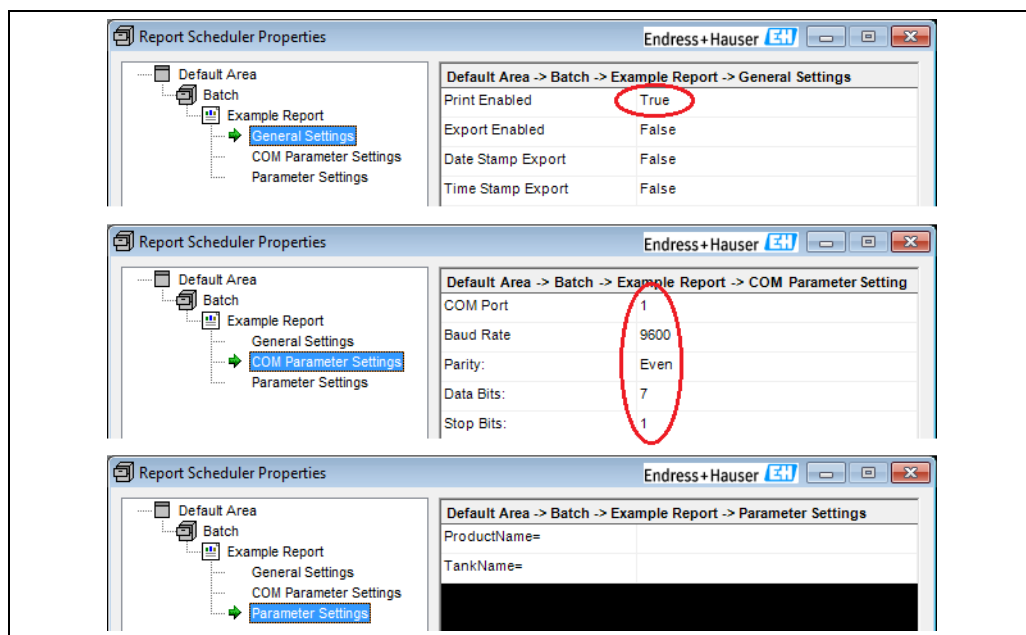 Report Scheduler Properties
Endress+Hauser EH
Default Area
Batch
Example Report
General Settings
COM Parameter Settings
Parameter Settings
Default Area -> Batch -> Example Report -> General Settings
Print Enabled True
Export Enabled False
Date Stamp Export False
Time Stamp Export False
Report Scheduler Properties
Endress+Hauser EH
Default Area
Batch
Example Report
General Settings
COM Parameter Settings
Parameter Settings
Default Area -> Batch -> Example Report -> COM Parameter Setting
COM Port 1
Baud Rate 9600
Parity: Even
Data Bits: 7
Stop Bits: 1
Report Scheduler Properties
Endress+Hauser EH
Default Area
Batch
Example Report
General Settings
COM Parameter Settings
Parameter Settings
Default Area -> Batch -> Example Report -> Parameter Settings
ProductName=
TankName=